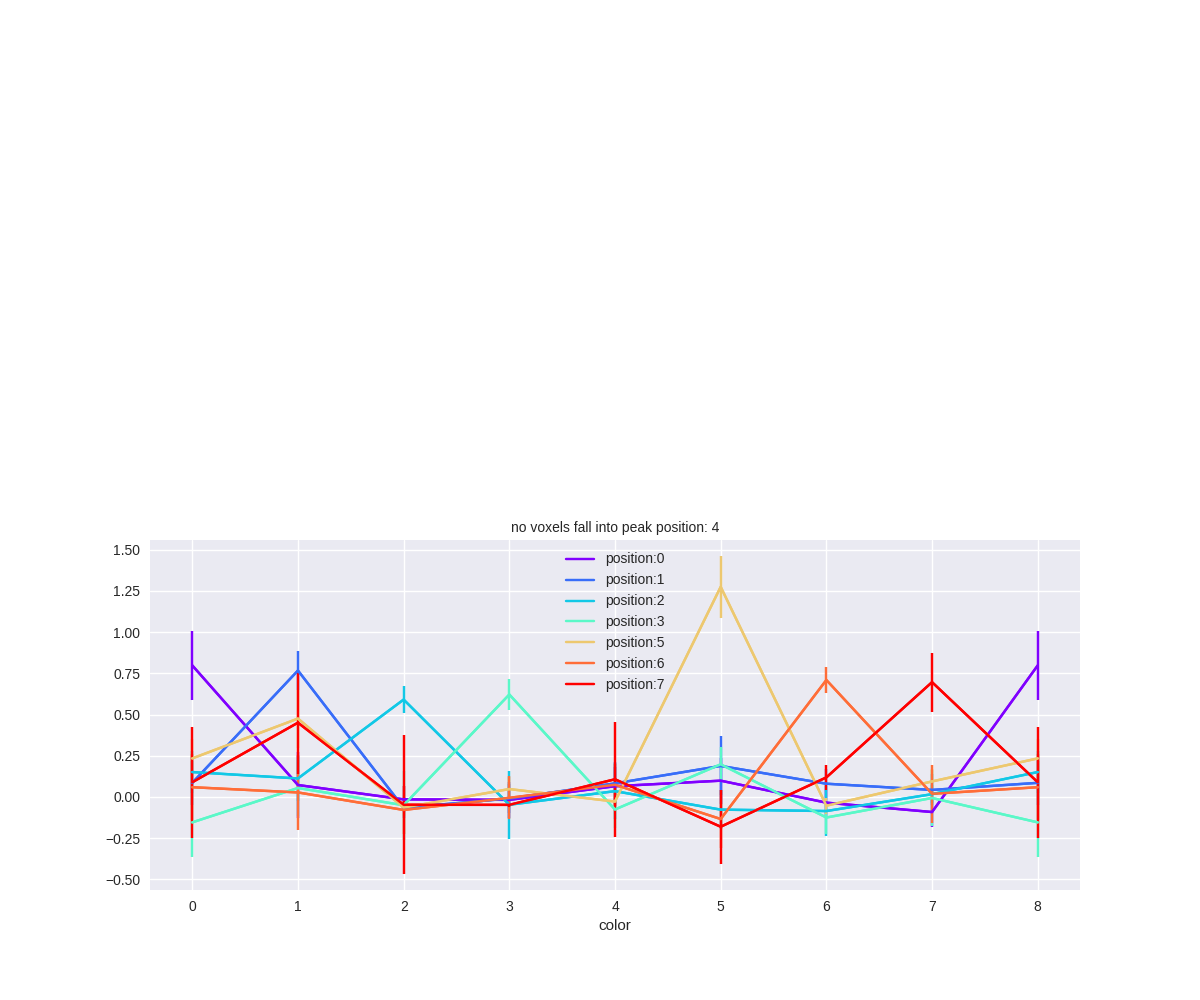 no voxels fall into peak position: 4
1.50
1.25
1.00
0.75
0.50
0.25
0.00
−0.25
−0.50
position:0
position:1
position:2
position:3
position:5
position:6
position:7
0 1 2 3 4 5 6 7 8
color